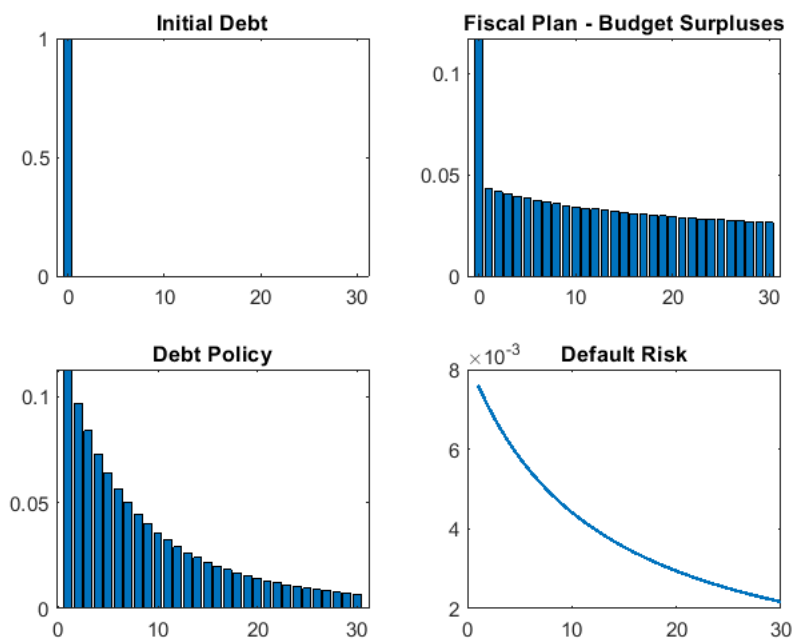 Initial Debt
1
0.5
0
0 10 20 30
Fiscal Plan - Budget Surpluses
0.1
0.05
0
0 10 20 30
Debt Policy
0.1
0.05
0
0 10 20 30
Default Risk
×10-3
8
6
4
2
0 10 20 30